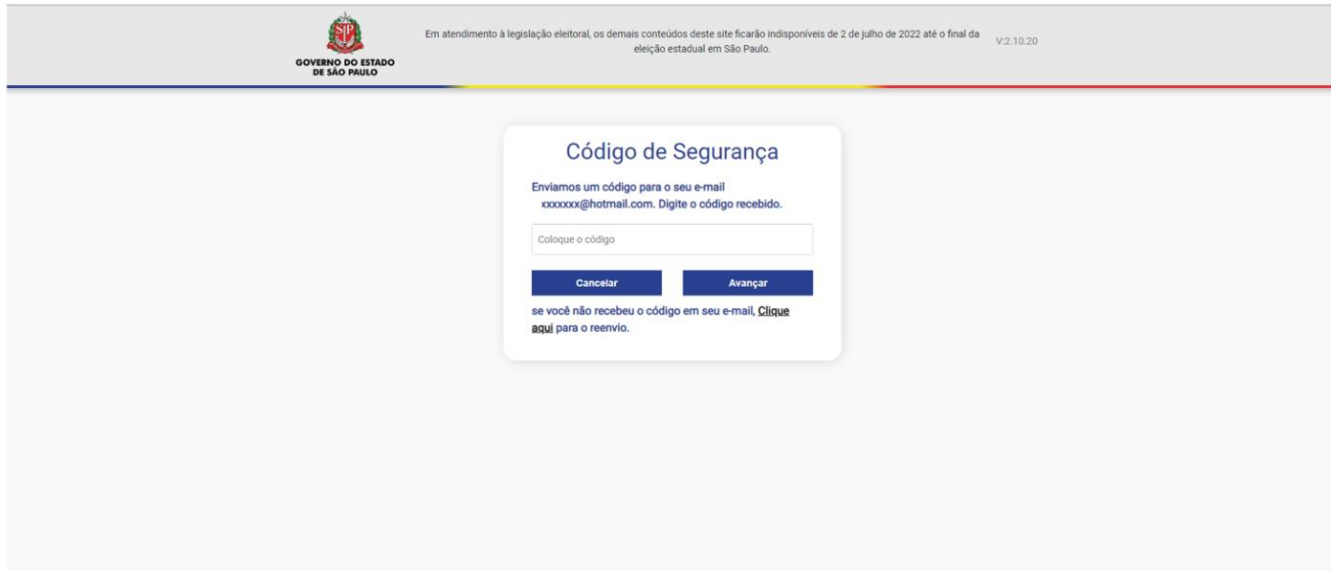 Em atendimento à legislação eleitoral, os demais conteúdos deste site ficarão indisponíveis de 2 de julho de 2022 até o final da
eleição estadual em São Paulo.
V:2.10.20
SP
GOVERNO DO ESTADO
DE SÃO PAULO
Código de Segurança
Enviamos um código para o seu e-mail
xxxxxxx@hotmail.com. Digite o código recebido.
Coloque o código
Cancelar
Avançar
se você não recebeu o código em seu e-mail, Clique
aqui para o reenvio.